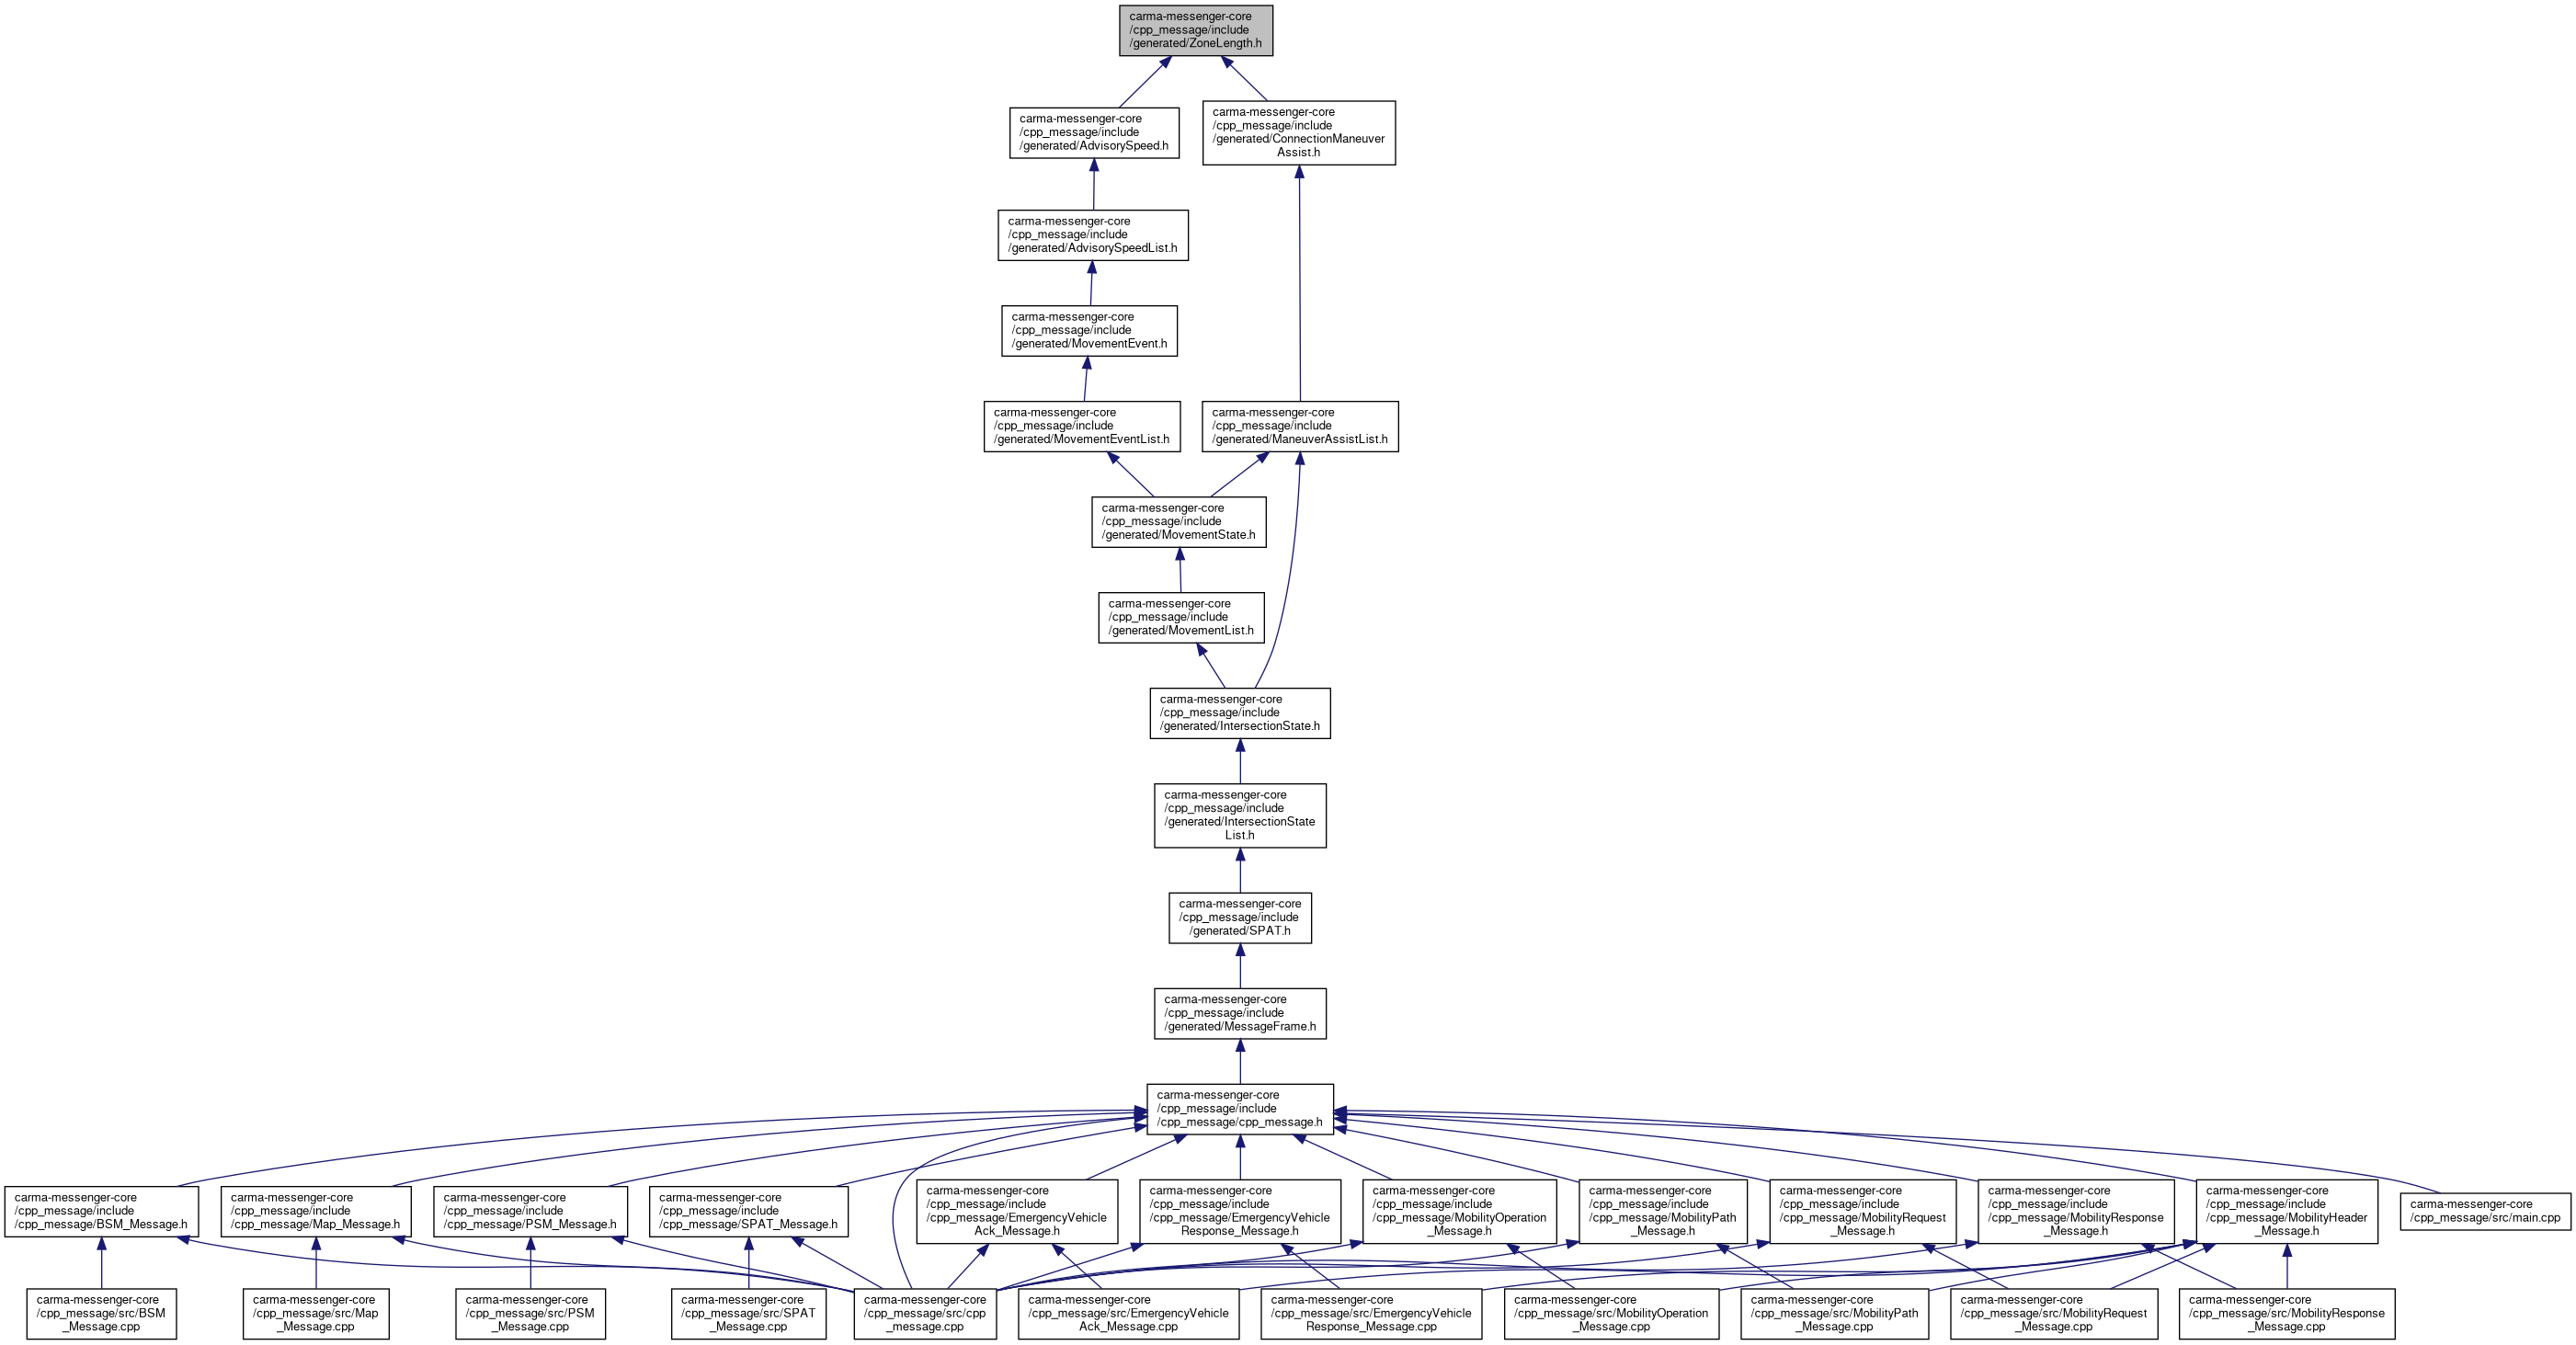 carma-messenger-core
/cpp_message/include
/generated/ZoneLength.h
carma-messenger-core
/cpp_message/include
/generated/AdvisorySpeed.h
carma-messenger-core
/cpp_message/include
/generated/ConnectionManeuver
Assist.h
carma-messenger-core
/cpp_message/include
/generated/AdvisorySpeedList.h
carma-messenger-core
/cpp_message/include
/generated/MovementEvent.h
carma-messenger-core
/cpp_message/include
/generated/MovementEventList.h
carma-messenger-core
/cpp_message/include
/generated/ManeuverAssistList.h
carma-messenger-core
/cpp_message/include
/generated/MovementState.h
carma-messenger-core
/cpp_message/include
/generated/MovementList.h
carma-messenger-core
/cpp_message/include
/generated/IntersectionState.h
carma-messenger-core
/cpp_message/include
/generated/IntersectionState
List.h
carma-messenger-core
/cpp_message/include
/generated/SPAT.h
carma-messenger-core
/cpp_message/include
/generated/MessageFrame.h
carma-messenger-core
/cpp_message/include
/cpp_message/cpp_message.h
carma-messenger-core
/cpp_message/include
/cpp_message/BSM_Message.h
carma-messenger-core
/cpp_message/include
/cpp_message/Map_Message.h
carma-messenger-core
/cpp_message/include
/cpp_message/PSM_Message.h
carma-messenger-core
/cpp_message/include
/cpp_message/SPAT_Message.h
carma-messenger-core
/cpp_message/include
/cpp_message/EmergencyVehicle
Ack_Message.h
carma-messenger-core
/cpp_message/include
/cpp_message/EmergencyVehicle
Response_Message.h
carma-messenger-core
/cpp_message/include
/cpp_message/MobilityOperation
_Message.h
carma-messenger-core
/cpp_message/include
/cpp_message/MobilityPath
_Message.h
carma-messenger-core
/cpp_message/include
/cpp_message/MobilityRequest
_Message.h
carma-messenger-core
/cpp_message/include
/cpp_message/MobilityResponse
_Message.h
carma-messenger-core
/cpp_message/include
/cpp_message/MobilityHeader
_Message.h
carma-messenger-core
/cpp_message/src/main.cpp
carma-messenger-core
/cpp_message/src/BSM
_Message.cpp
carma-messenger-core
/cpp_message/src/Map
_Message.cpp
carma-messenger-core
/cpp_message/src/PSM
_Message.cpp
carma-messenger-core
/cpp_message/src/SPAT
_Message.cpp
carma-messenger-core
/cpp_message/src/cpp
_message.cpp
carma-messenger-core
/cpp_message/src/EmergencyVehicle
Ack_Message.cpp
carma-messenger-core
/cpp_message/src/EmergencyVehicle
Response_Message.cpp
carma-messenger-core
/cpp_message/src/MobilityOperation
_Message.cpp
carma-messenger-core
/cpp_message/src/MobilityPath
_Message.cpp
carma-messenger-core
/cpp_message/src/MobilityRequest
_Message.cpp
carma-messenger-core
/cpp_message/src/MobilityResponse
_Message.cpp